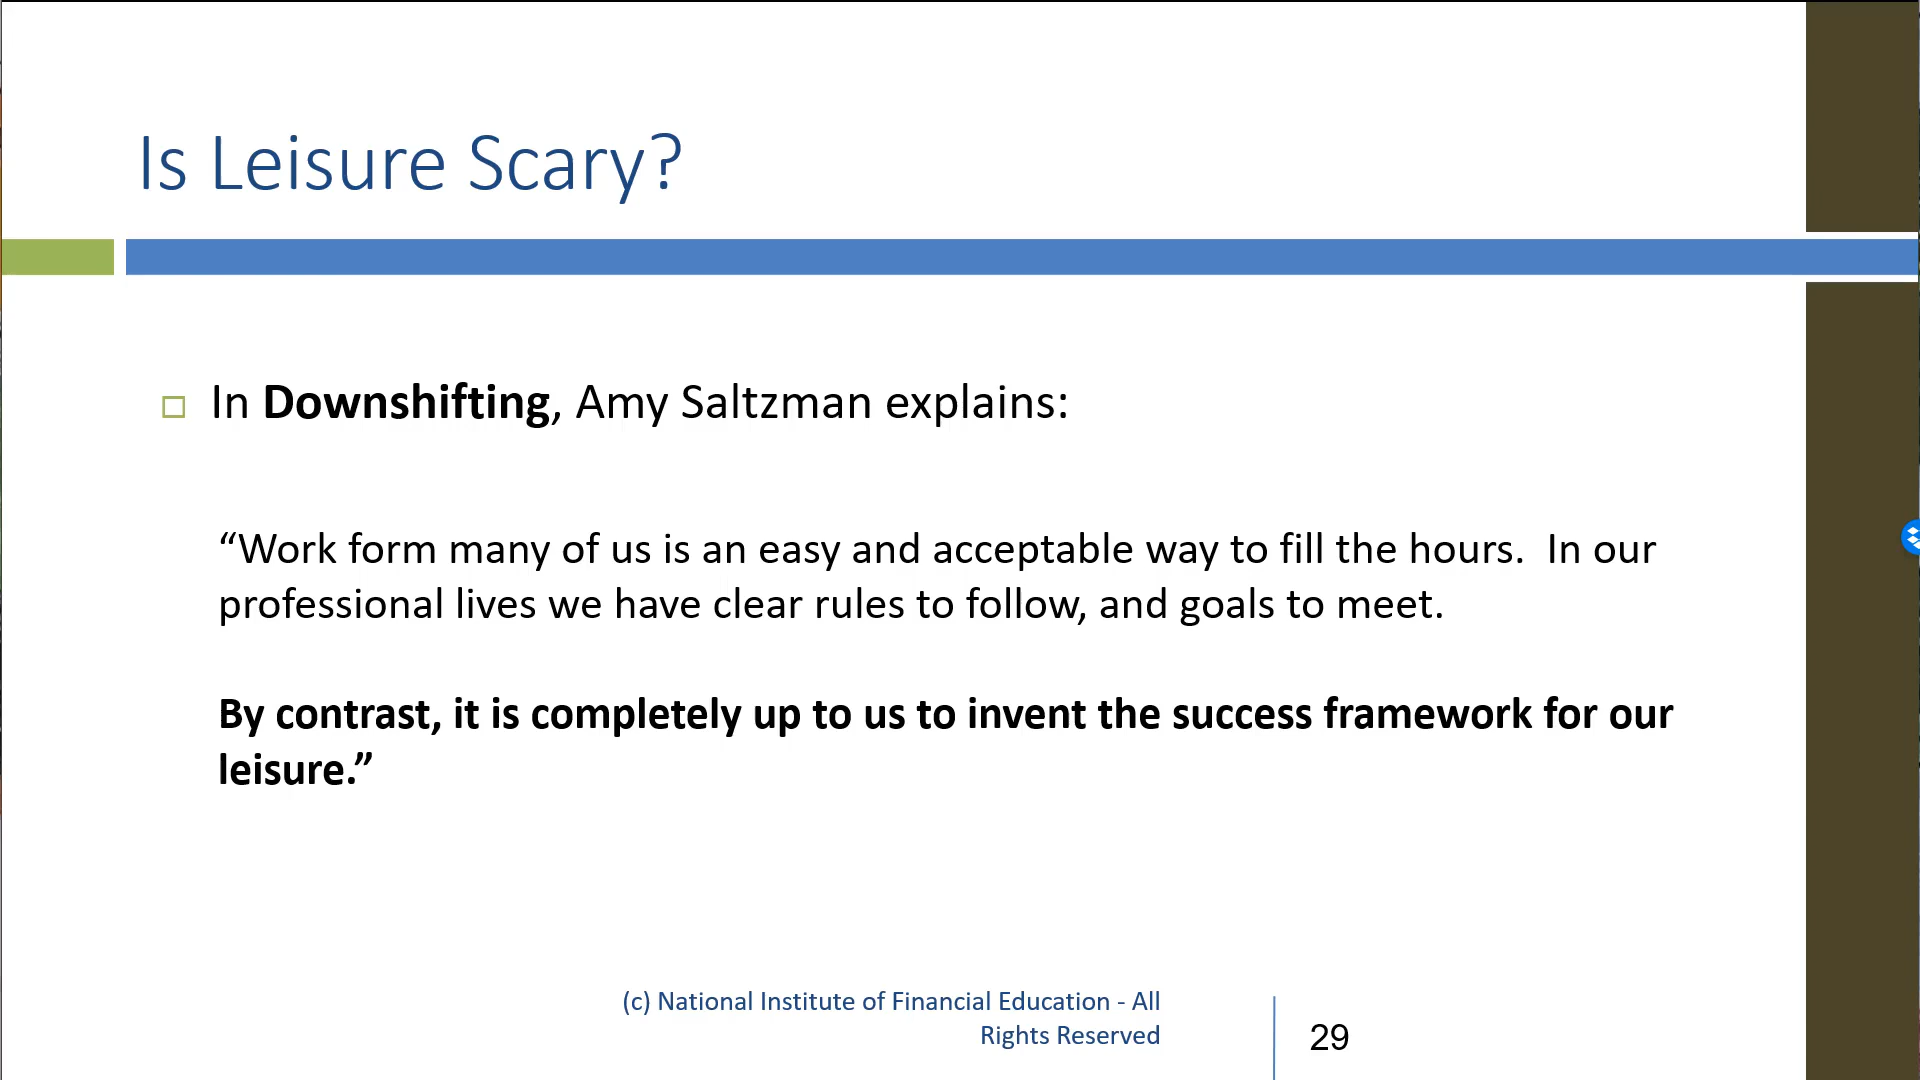 Is Leisure Scary?
In Downshifting, Amy Saltzman explains:
“Work form many of us is an easy and acceptable way to fill the hours.  In our
professional lives we have clear rules to follow, and goals to meet.
By contrast, it is completely up to us to invent the success framework for our
leisure.”
(c) National Institute of Financial Education - All
Rights Reserved
29